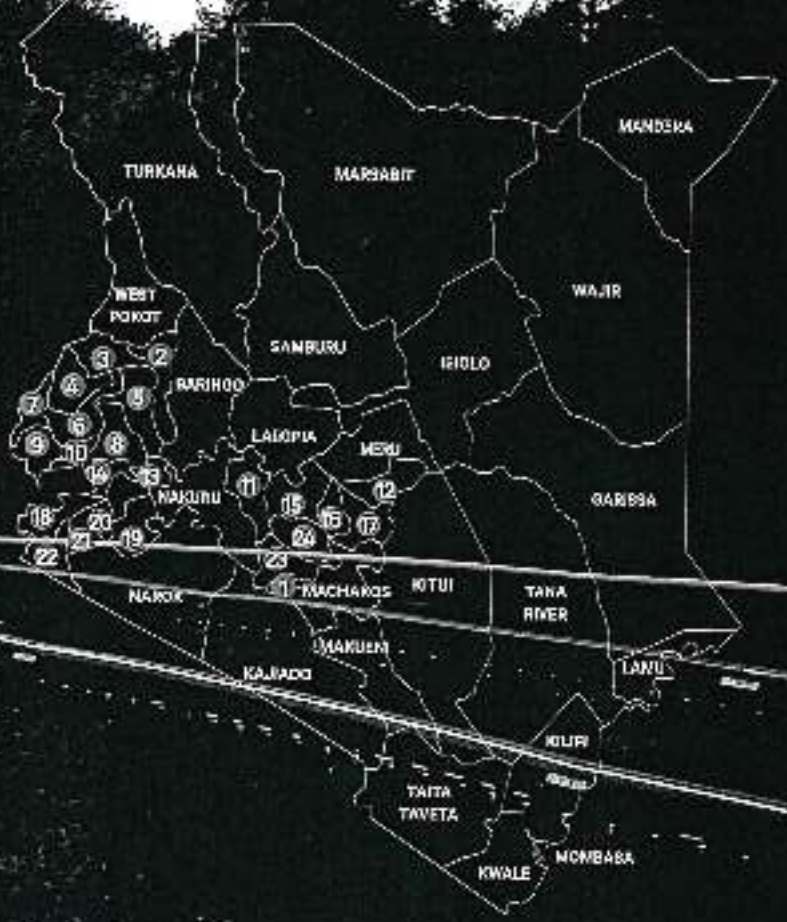 MANDERA
TURKANA
MARSABIT
WAJIR
WEST
POKOT
SAMBURU
ISIOLO
3
2
4
BARINGO
5
7
6
LAIKIPIA
9
8
MERU
10
14
13
11
12
NAKURU
GARISSA
15
18
20
16
17
21
19
24
22
23
1
MACHAKOS
KITUI
NAROK
TANA
RIVER
MAKUENI
LAMU
KAJIADO
KILIFI
TAITA
TAVETA
MOMBASA
KWALE